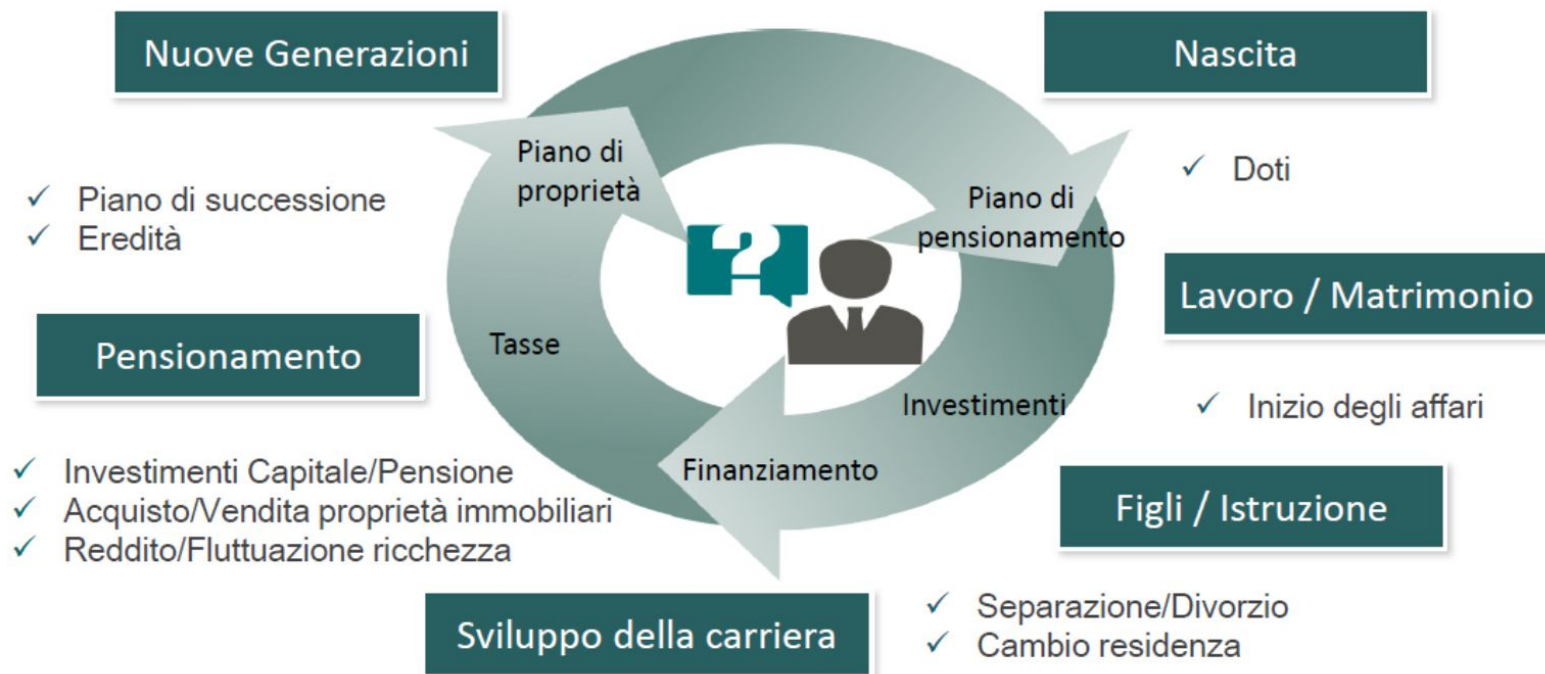 Nuove Generazioni
Nascita
Piano di
proprietà
Piano di
pensionamento
✓ Doti
✓ Piano di successione
✓ Eredità
?
Lavoro / Matrimonio
Pensionamento
Tasse
Investimenti
✓ Inizio degli affari
✓ Investimenti Capitale/Pensione
✓ Acquisto/Vendita proprietà immobiliari
✓ Reddito/Fluttuazione ricchezza
Finanziamento
Figli / Istruzione
Sviluppo della carriera
✓ Separazione/Divorzio
✓ Cambio residenza